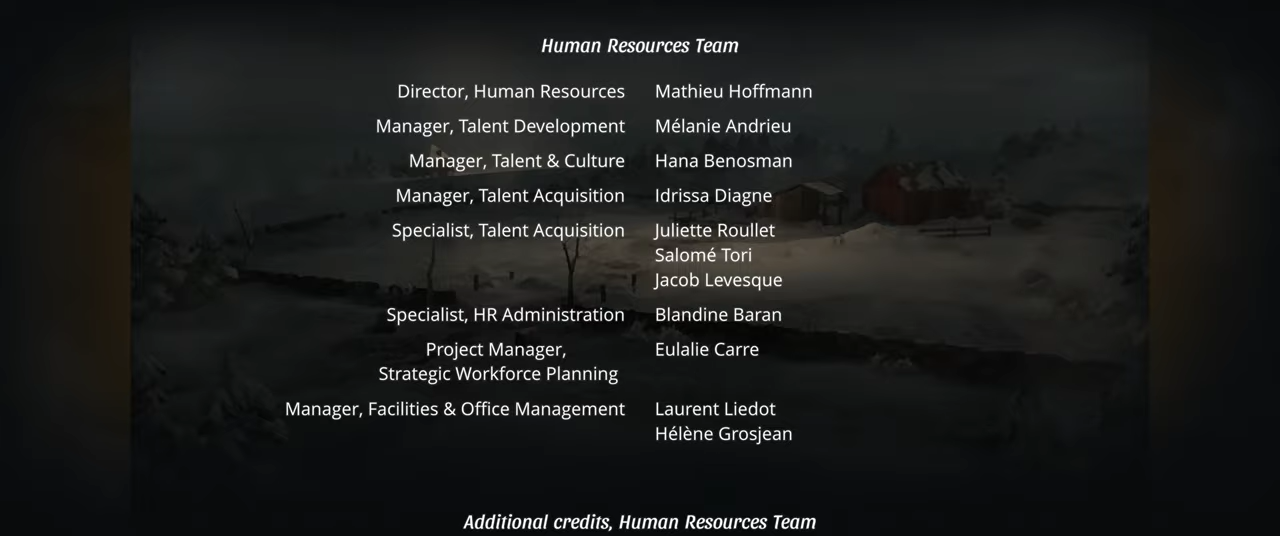 Human Resources Team
Director, Human Resources Mathieu Hoffmann
Manager, Talent Development Mélanie Andrieu
Manager, Talent & Culture Hana Benosman
Manager, Talent Acquisition Idrissa Diagne
Specialist, Talent Acquisition Juliette Roullet
Salomé Tori
Jacob Levesque
Specialist, HR Administration Blandine Baran
Project Manager, Eulalie Carre
Strategic Workforce Planning
Manager, Facilities & Office Management Laurent Liedot
Hélène Grosjean
Additional credits, Human Resources Team